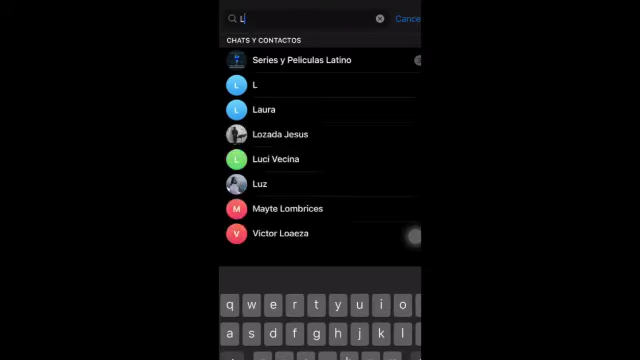 L
Cance
CHATS Y CONTACTOS
Series y Peliculas Latino
L L
L Laura
Lozada Jesus
L Luci Vecina
Luz
M Mayte Lombrices
V Victor Loaeza
q w e r t y u i o
a s d f g h j k l